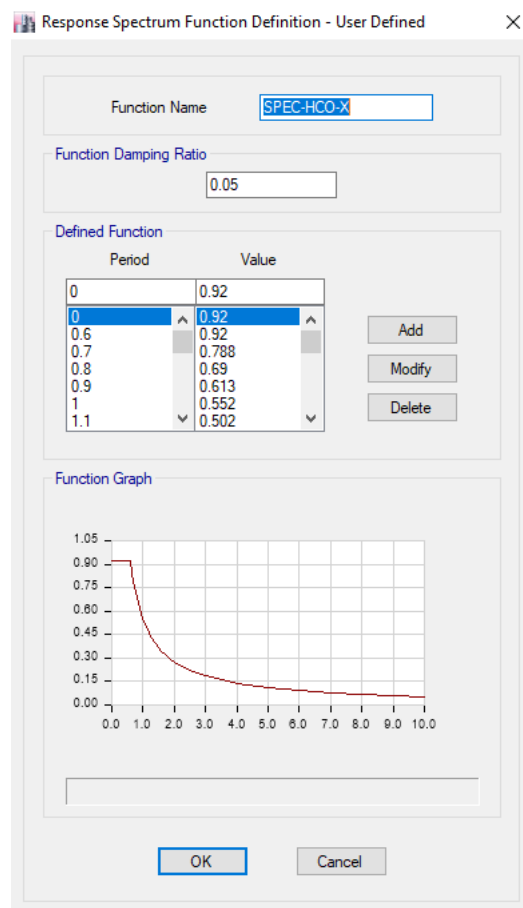 Response Spectrum Function Definition - User Defined
Function Name
SPEC-HCO-X
Function Damping Ratio
0.05
Defined Function
Period Value
0 0.92
0 0.92
0.6 0.92
0.7 0.788
0.8 0.69
0.9 0.613
1 0.552
1.1 0.502
Add
Modify
Delete
Function Graph
1.05
0.90
0.75
0.60
0.45
0.30
0.15
0.00
0.0 1.0 2.0 3.0 4.0 5.0 6.0 7.0 8.0 9.0 10.0
OK Cancel